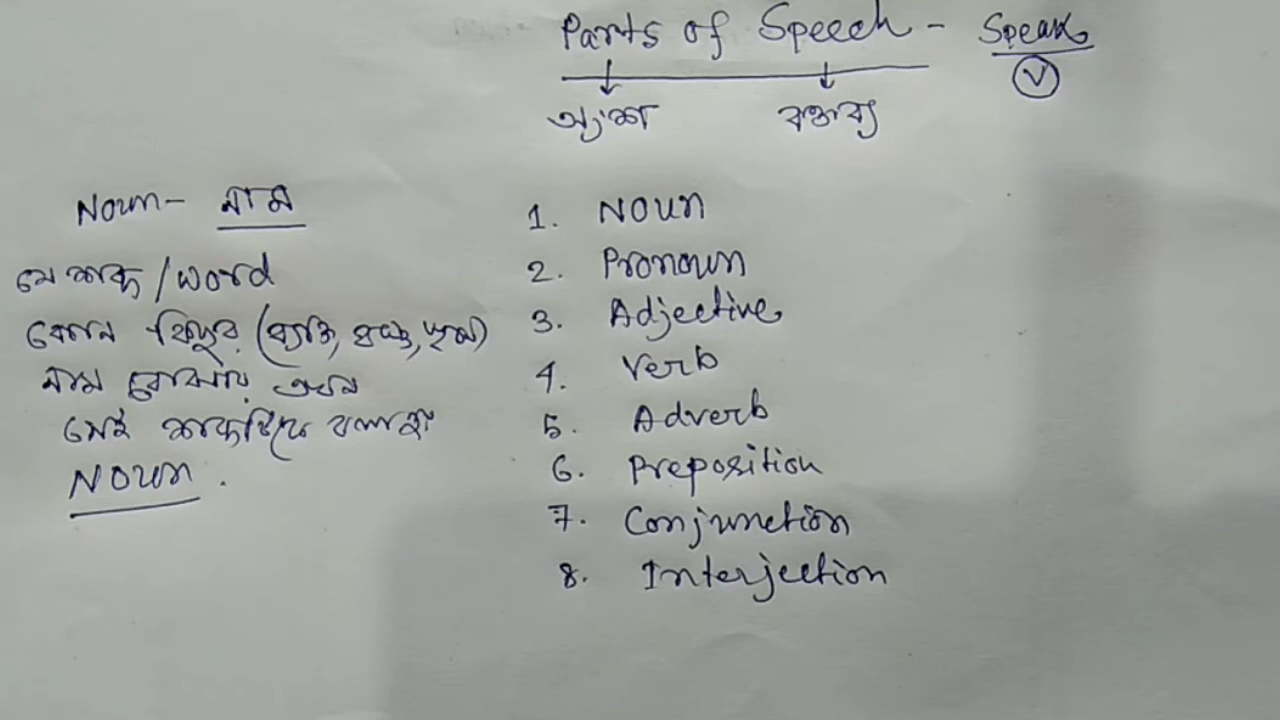 Parts of Speech - Speak
V
অ্যংশ বক্তব্য
Noun- নাম
যে শব্দ /word
কোন কিছুর (ব্যক্তি, বস্তু, স্থান)
নাম বোঝায় তখন
সেই শব্দটিকে বলা হয়
NOUN.
1. NOUN
2. Pronoun
3. Adjective
4. Verb
5. Adverb
6. Preposition
7. Conjunction
8. Interjection